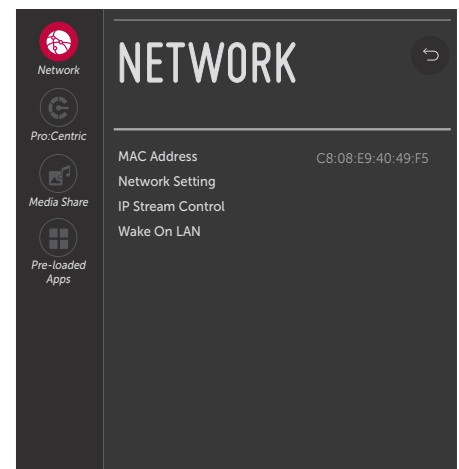 Network
Pro:Centric
Media Share
Pre-loaded
Apps
NETWORK
MAC Address C8:08:E9:40:49:F5
Network Setting
IP Stream Control
Wake On LAN